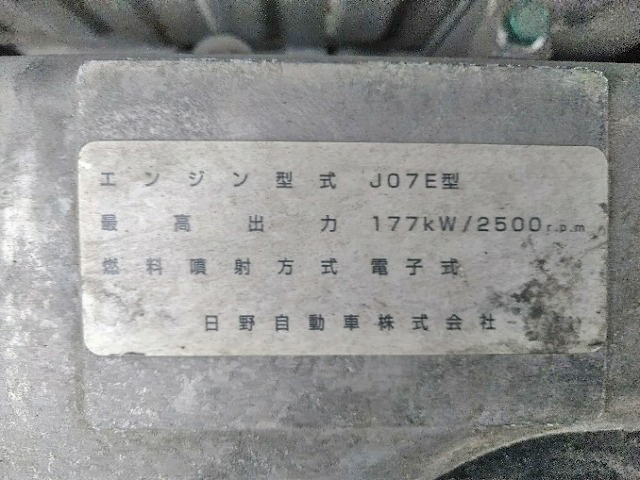 エンジン型式 J07E型
最高出力 177kW/2500r.p.m
燃料噴射方式 電子式
日野自動車株式会社